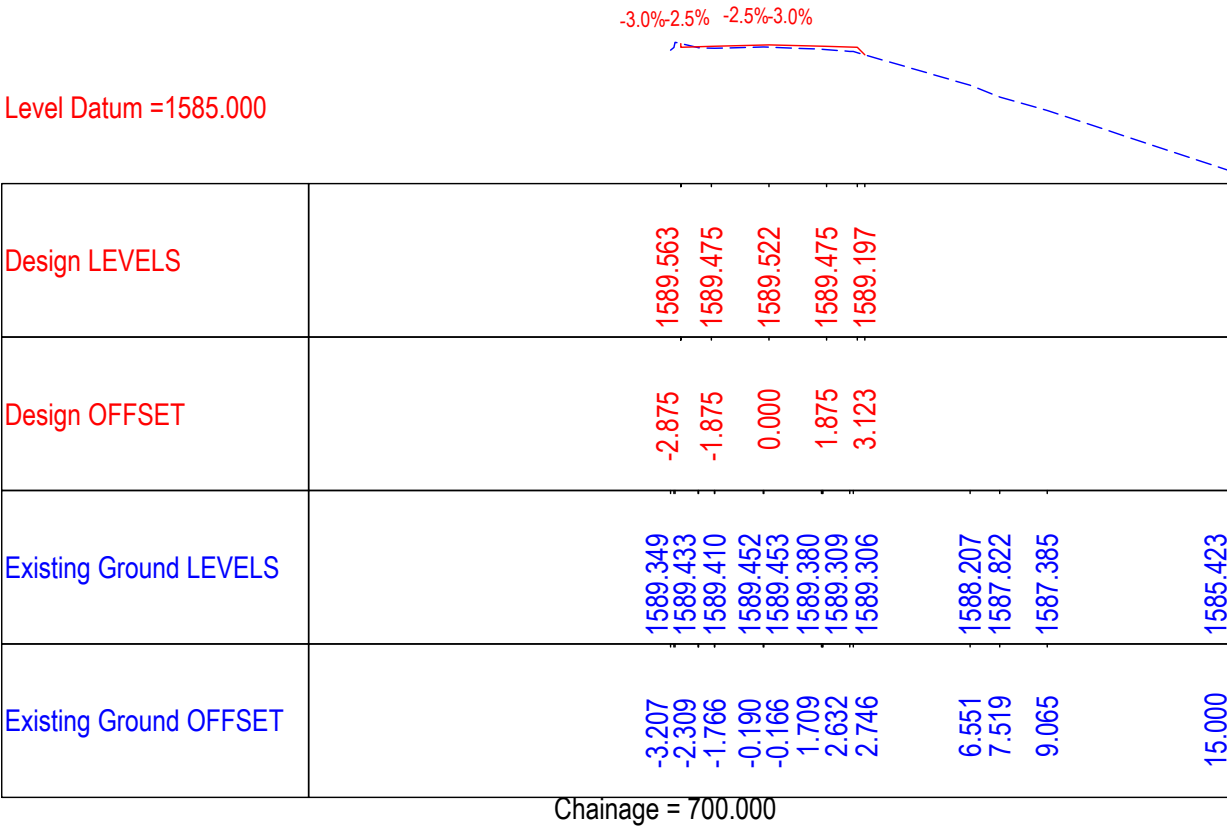 -3.0%-2.5% -2.5%-3.0%
Level Datum =1585.000
Design LEVELS 1589.563 1589.475 1589.522 1589.475 1589.197
Design OFFSET -2.875 -1.875 0.000 1.875 3.123
Existing Ground LEVELS 1589.349 1589.433 1589.410 1589.452 1589.453 1589.380 1589.309 1589.306 1588.207 1587.822 1587.385 1585.423
Existing Ground OFFSET -3.207 -2.309 -1.766 -0.190 -0.166 1.709 2.632 2.746 6.551 7.519 9.065 15.000
Chainage = 700.000